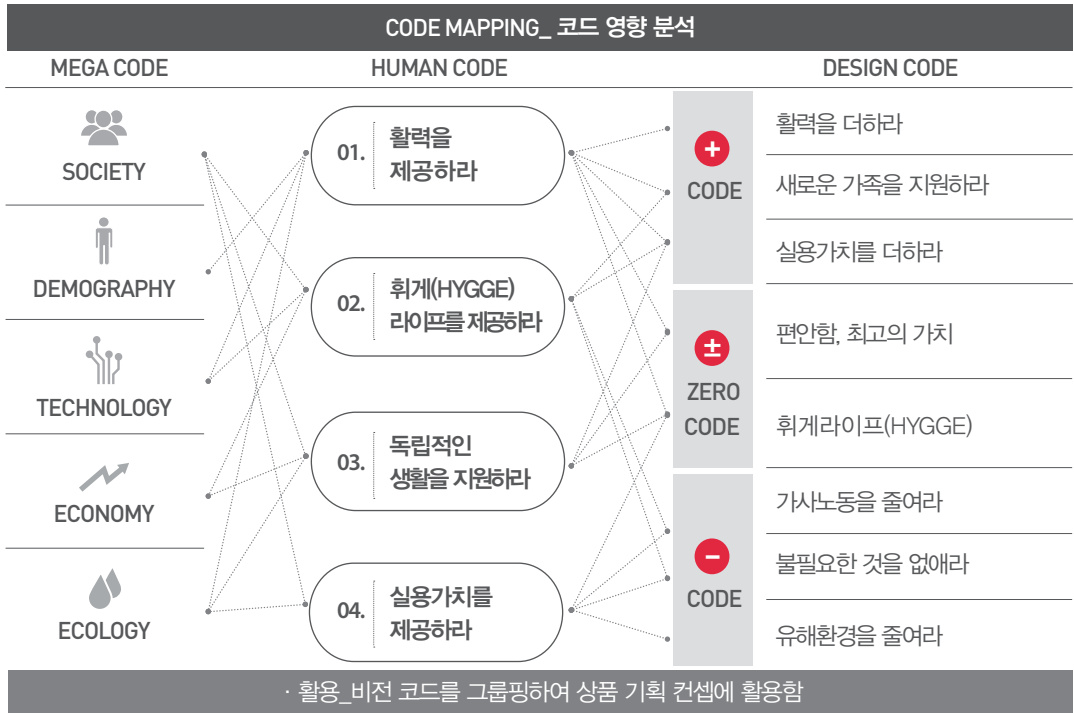 CODE MAPPING_ 코드 영향 분석
MEGA CODE
HUMAN CODE
DESIGN CODE
SOCIETY
DEMOGRAPHY
TECHNOLOGY
ECONOMY
ECOLOGY
01. 활력을
제공하라
02. 휘게(HYGGE)
라이프를 제공하라
03. 독립적인
생활을 지원하라
04. 실용가치를
제공하라
+
CODE
활력을 더하라
새로운 가족을 지원하라
실용가치를 더하라
±
ZERO
CODE
편안함, 최고의 가치
휘게라이프(HYGGE)
−
CODE
가사노동을 줄여라
불필요한 것을 없애라
유해환경을 줄여라
· 활용_비전 코드를 그룹핑하여 상품 기획 컨셉에 활용함